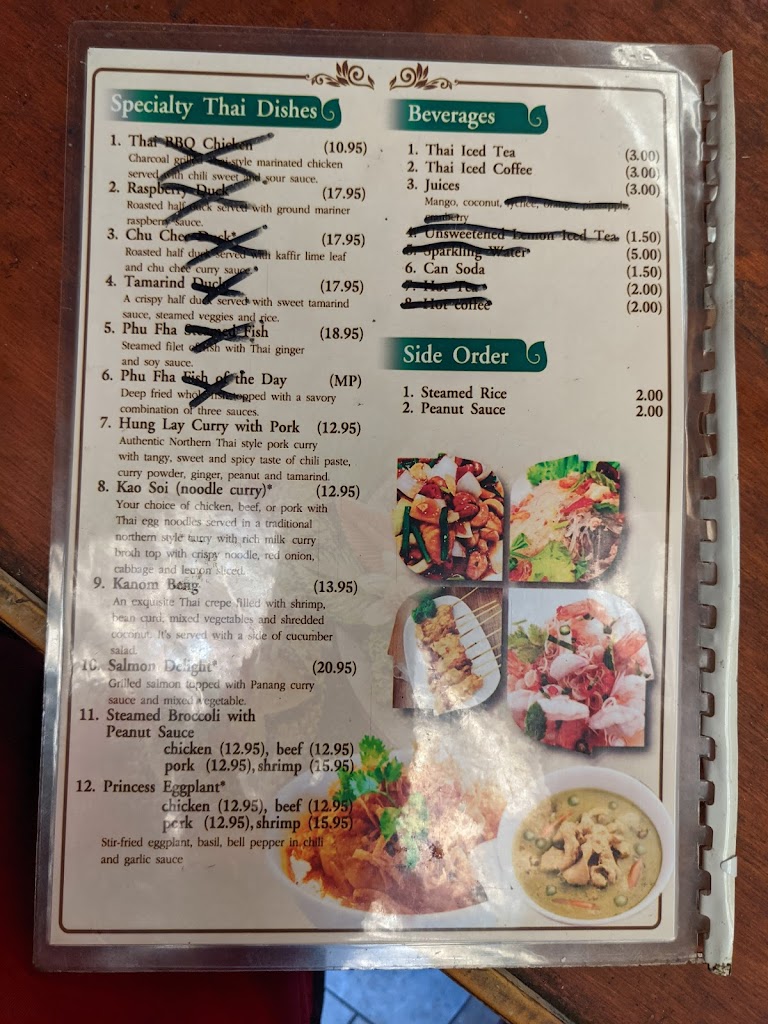 Specialty Thai Dishes
1. Thai BBQ Chicken (10.95)
Charcoal grilled Thai-style marinated chicken
served with chili sweet and sour sauce.
2. Raspberry Duck (17.95)
Roasted half duck served with ground mariner
raspberry sauce.
3. Chu Chee Duck* (17.95)
Roasted half duck served with kaffir lime leaf
and chu chee curry sauce.
4. Tamarind Duck (17.95)
A crispy half duck served with sweet tamarind
sauce, steamed veggies and rice.
5. Phu Fha Steamed Fish (18.95)
Steamed filet of fish with Thai ginger
and soy sauce.
6. Phu Fha Fish of the Day (MP)
Deep fried whole fish topped with a savory
combination of three sauces.
7. Hung Lay Curry with Pork (12.95)
Authentic Northern Thai style pork curry
with tangy, sweet and spicy taste of chili paste,
curry powder, ginger, peanut and tamarind.
8. Kao Soi (noodle curry)* (12.95)
Your choice of chicken, beef, or pork with
Thai egg noodles served in a traditional
northern style curry with rich milk curry
broth top with crispy noodle, red onion,
cabbage and lemon sliced.
9. Kanom Beng (13.95)
An exquisite Thai crepe filled with shrimp,
bean curd, mixed vegetables and shredded
coconut. It's served with a side of cucumber
salad.
10. Salmon Delight* (20.95)
Grilled salmon topped with Panang curry
sauce and mixed vegetable.
11. Steamed Broccoli with
Peanut Sauce
chicken (12.95), beef (12.95)
pork (12.95), shrimp (15.95)
12. Princess Eggplant*
chicken (12.95), beef (12.95)
pork (12.95), shrimp (15.95)
Stir-fried eggplant, basil, bell pepper in chili
and garlic sauce
Beverages
1. Thai Iced Tea (3.00)
2. Thai Iced Coffee (3.00)
3. Juices (3.00)
Mango, coconut, lychee, orange, pineapple,
cranberry
4. Unsweetened Lemon Iced Tea (1.50)
5. Sparkling Water (5.00)
6. Can Soda (1.50)
7. Hot Tea (2.00)
8. Hot coffee (2.00)
Side Order
1. Steamed Rice 2.00
2. Peanut Sauce 2.00